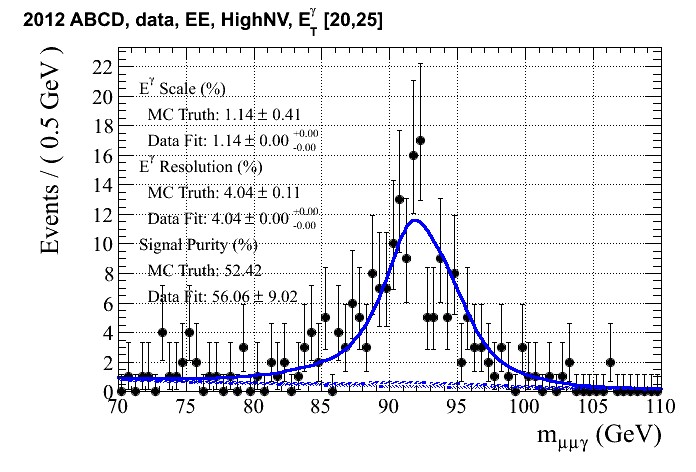 2012 ABCD, data, EE, HighNV, E_T^γ [20,25]
Events / ( 0.5 GeV )
22
20
18
16
14
12
10
8
6
4
2
0
E^γ Scale (%)
MC Truth: 1.14 ± 0.41
Data Fit: 1.14 ± 0.00 +0.00 -0.00
E^γ Resolution (%)
MC Truth: 4.04 ± 0.11
Data Fit: 4.04 ± 0.00 +0.00 -0.00
Signal Purity (%)
MC Truth: 52.42
Data Fit: 56.06 ± 9.02
70 75 80 85 90 95 100 105 110
m_μμγ (GeV)